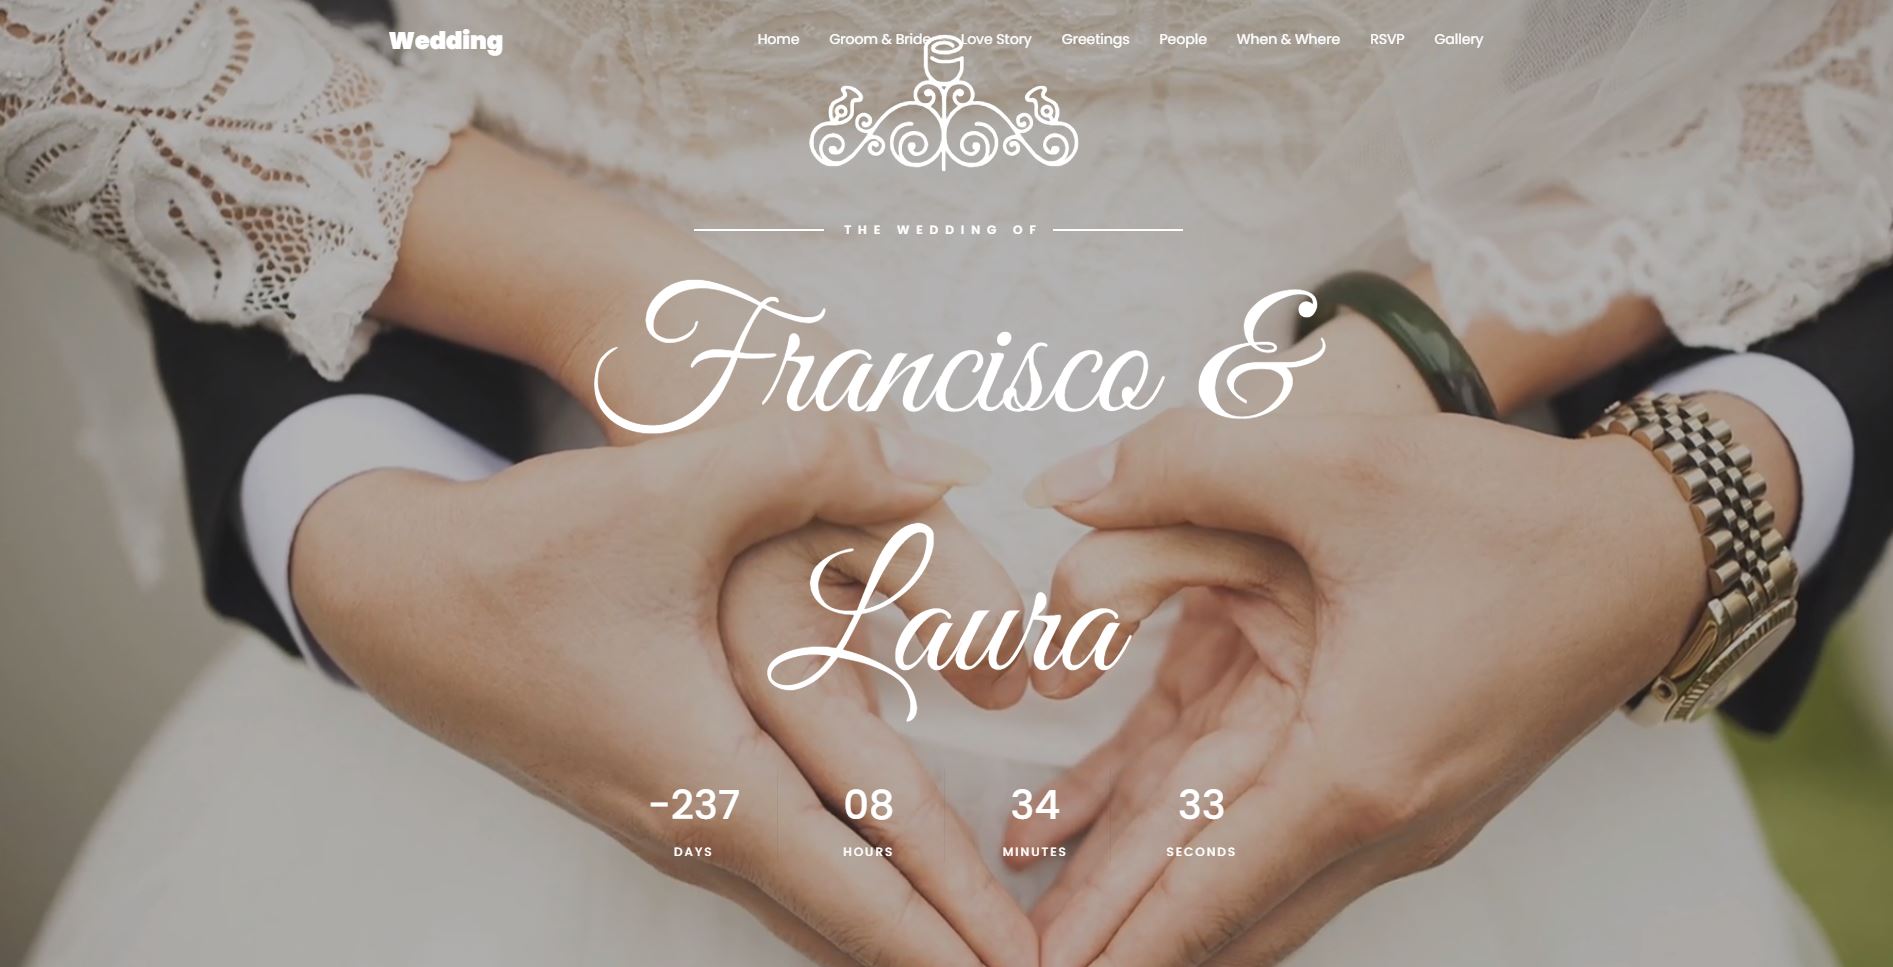 Wedding
Home Groom & Bride Love Story Greetings People When & Where RSVP Gallery
THE WEDDING OF
Francisco &
Laura
-237 08 34 33
DAYS HOURS MINUTES SECONDS